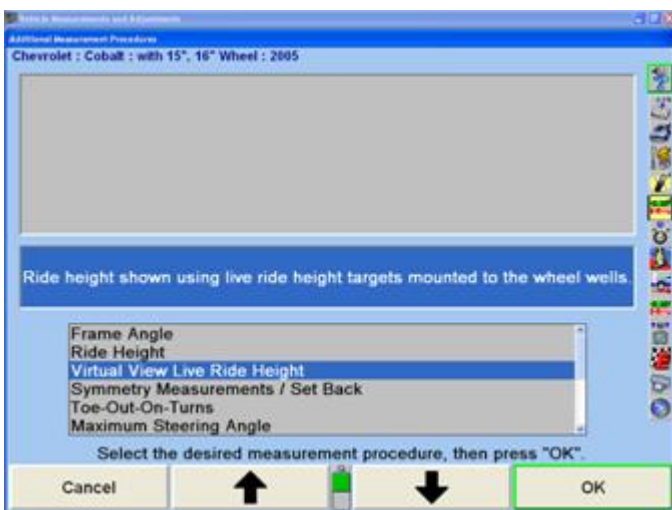 Vehicle Measurements and Adjustments
Additional Measurement Procedures
Chevrolet : Cobalt : with 15", 16" Wheel : 2005
Ride height shown using live ride height targets mounted to the wheel wells.
Frame Angle
Ride Height
Virtual View Live Ride Height
Symmetry Measurements / Set Back
Toe-Out-On-Turns
Maximum Steering Angle
Select the desired measurement procedure, then press "OK".
Cancel
OK